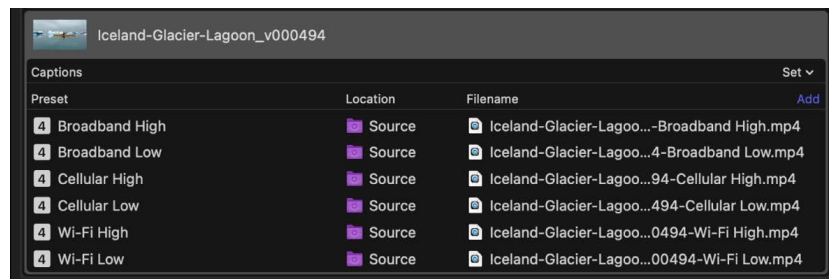 Iceland-Glacier-Lagoon_v000494
Captions Set
Preset Location Filename Add
4 Broadband High Source Iceland-Glacier-Lagoo...-Broadband High.mp4
4 Broadband Low Source Iceland-Glacier-Lagoo...4-Broadband Low.mp4
4 Cellular High Source Iceland-Glacier-Lagoo...94-Cellular High.mp4
4 Cellular Low Source Iceland-Glacier-Lagoo...494-Cellular Low.mp4
4 Wi-Fi High Source Iceland-Glacier-Lagoo...0494-Wi-Fi High.mp4
4 Wi-Fi Low Source Iceland-Glacier-Lagoo...00494-Wi-Fi Low.mp4